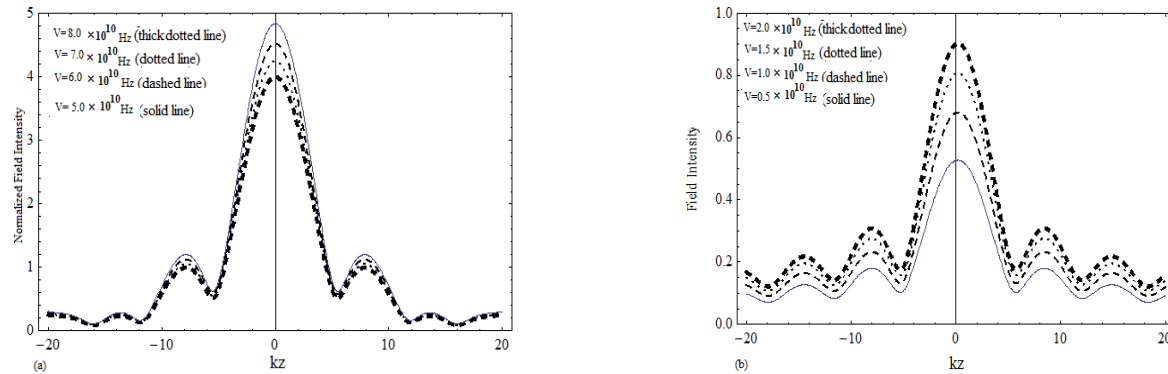 V=8.0 × 10^10 Hz (thick dotted line)
V=7.0 × 10^10 Hz (dotted line)
V=6.0 × 10^10 Hz (dashed line)
V=5.0 × 10^10 Hz (solid line)
Normalized Field Intensity
5
4
3
2
1
0
−20
−10
0
10
20
kz
(a)
V=2.0 × 10^10 Hz (thick dotted line)
V=1.5 × 10^10 Hz (dotted line)
V=1.0 × 10^10 Hz (dashed line)
V=0.5 × 10^10 Hz (solid line)
Field Intensity
1.0
0.8
0.6
0.4
0.2
0.0
−20
−10
0
10
20
kz
(b)